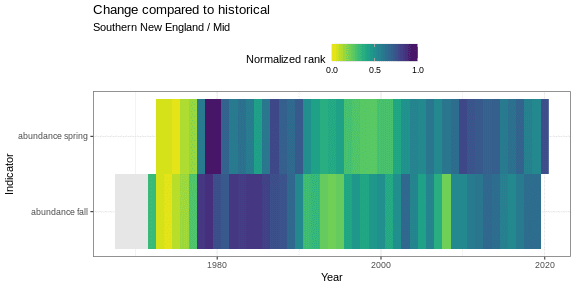 Change compared to historical
Southern New England / Mid
Normalized rank
0.0 0.5 1.0
Indicator
abundance spring
abundance fall
1980 2000 2020
Year